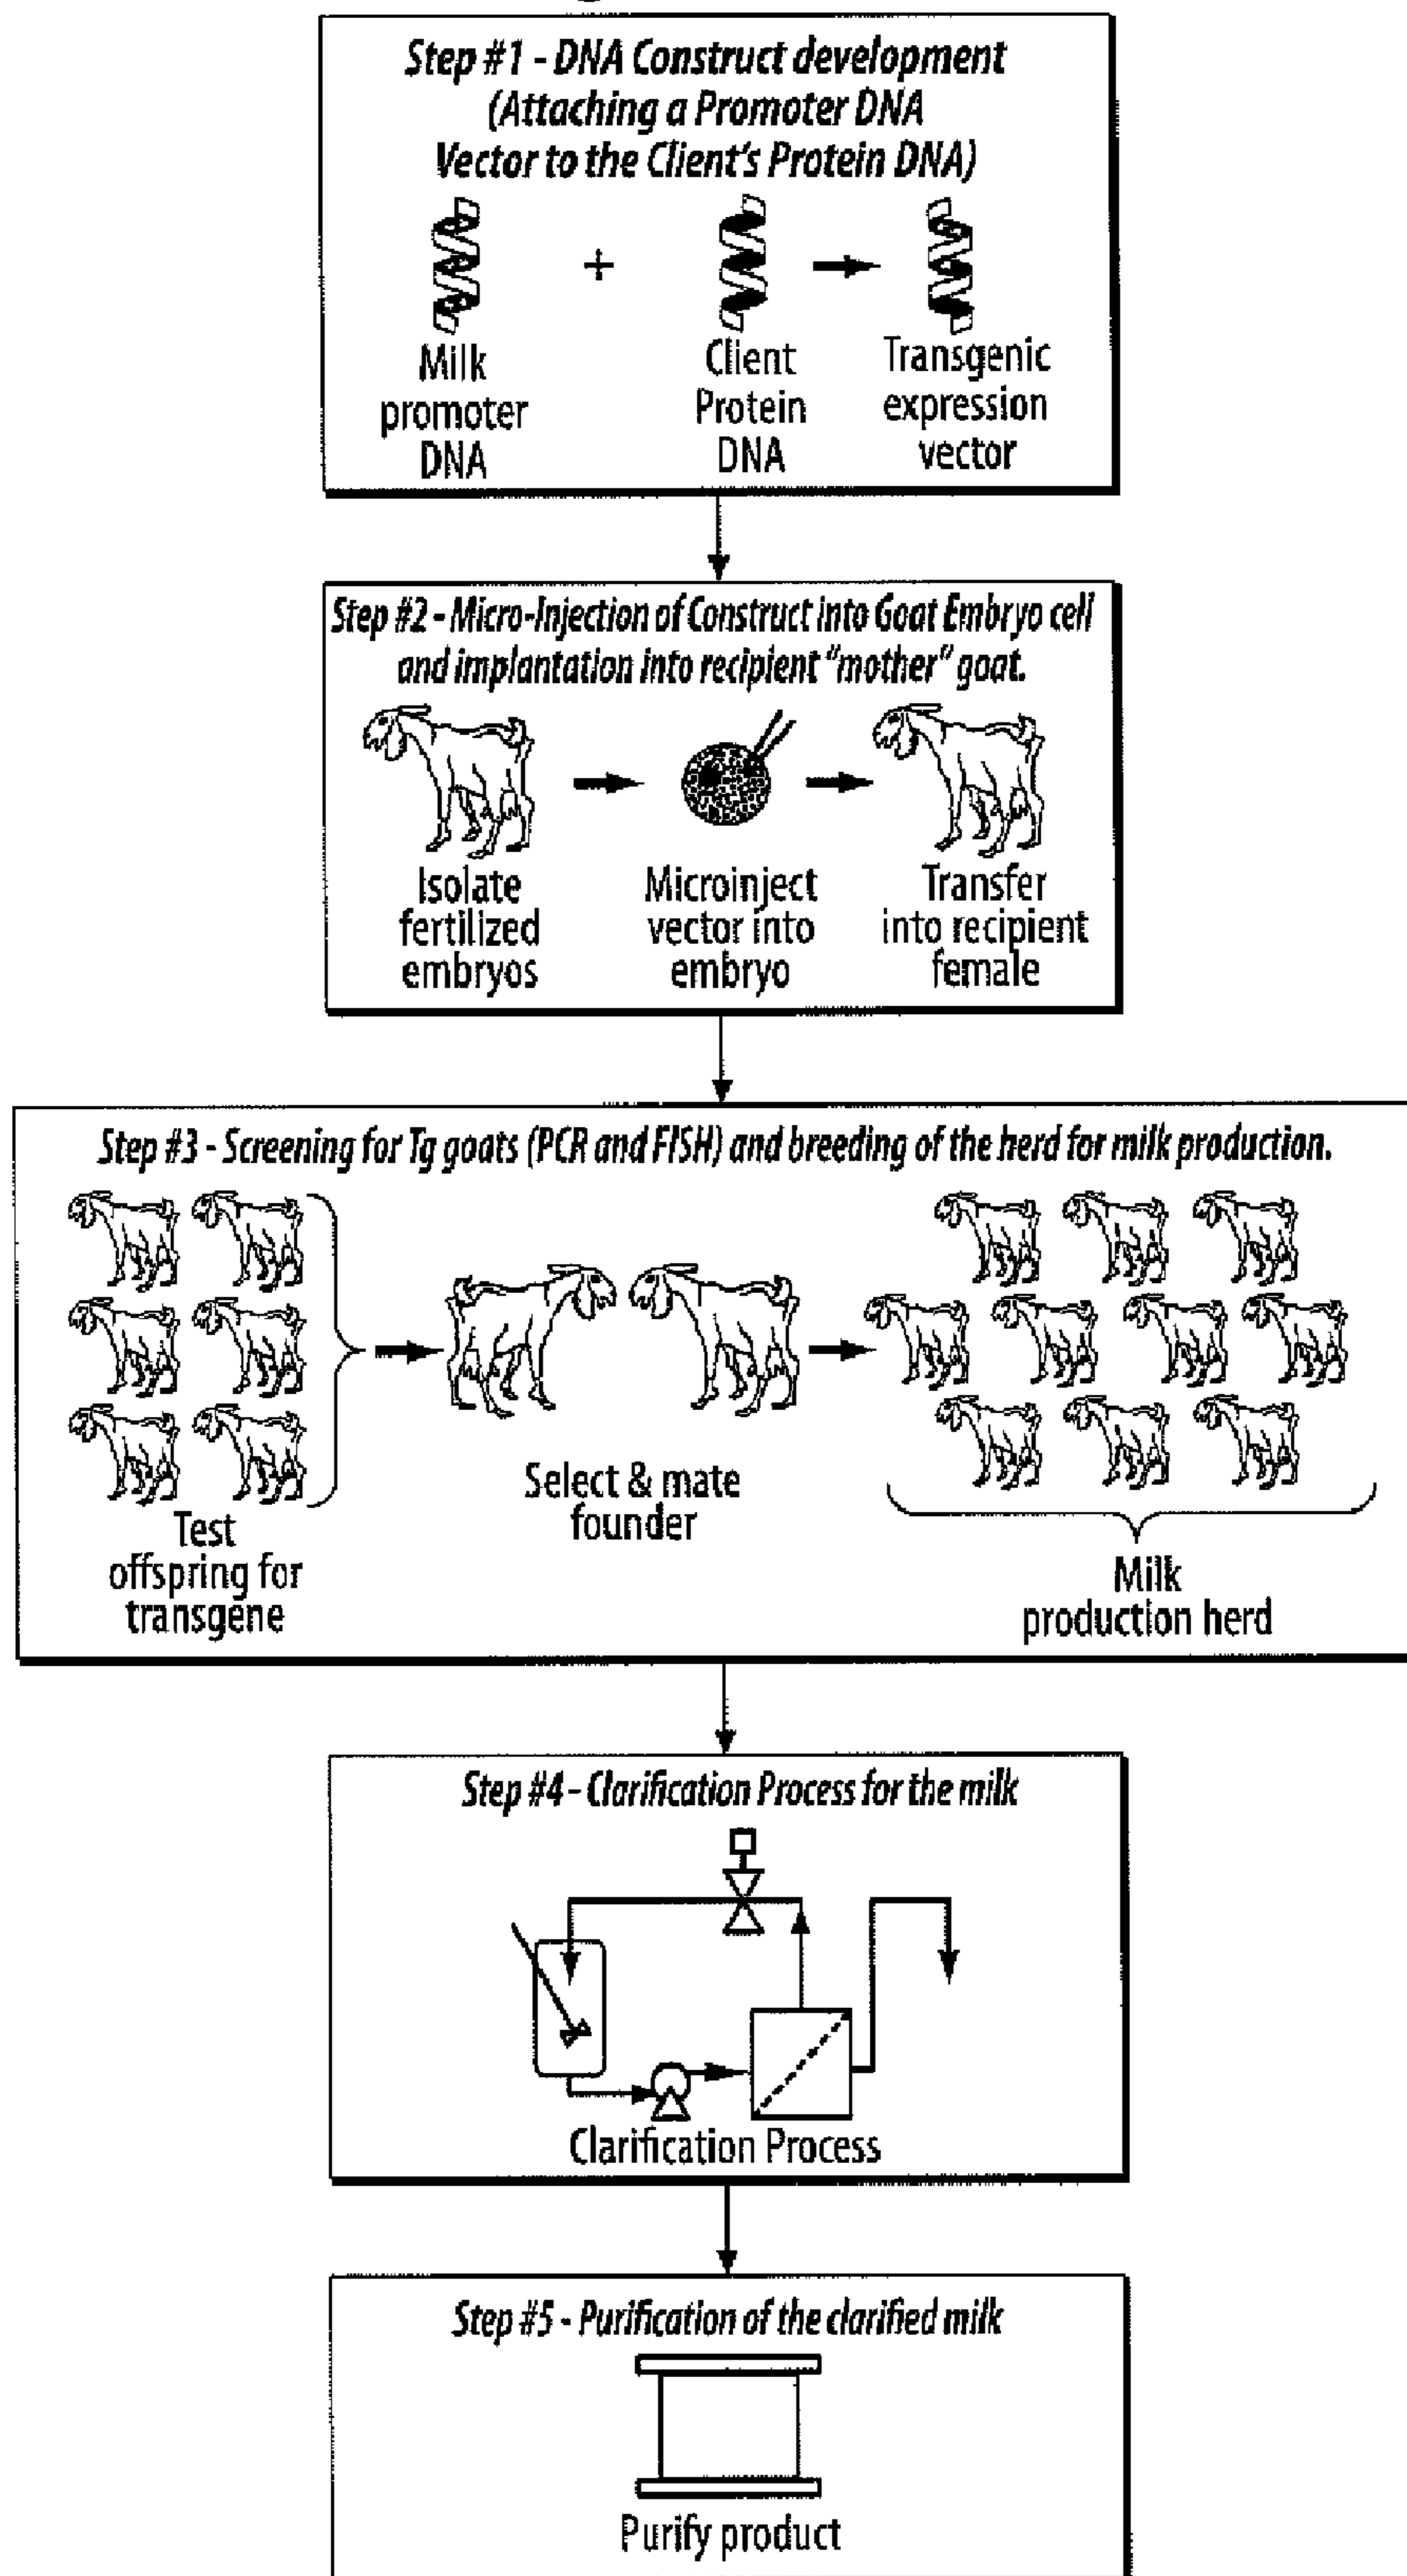 Step #1 - DNA Construct development
(Attaching a Promoter DNA
Vector to the Client's Protein DNA)
+
Milk
promoter
DNA
Client
Protein
DNA
Transgenic
expression
vector
Step #2 - Micro-Injection of Construct into Goat Embryo cell
and implantation into recipient "mother" goat.
Isolate
fertilized
embryos
Microinject
vector into
embryo
Transfer
into recipient
female
Step #3 - Screening for Tg goats (PCR and FISH) and breeding of the herd for milk production.
Test
offspring for
transgene
Select & mate
founder
Milk
production herd
Step #4 - Clarification Process for the milk
Clarification Process
Step #5 - Purification of the clarified milk
Purify product